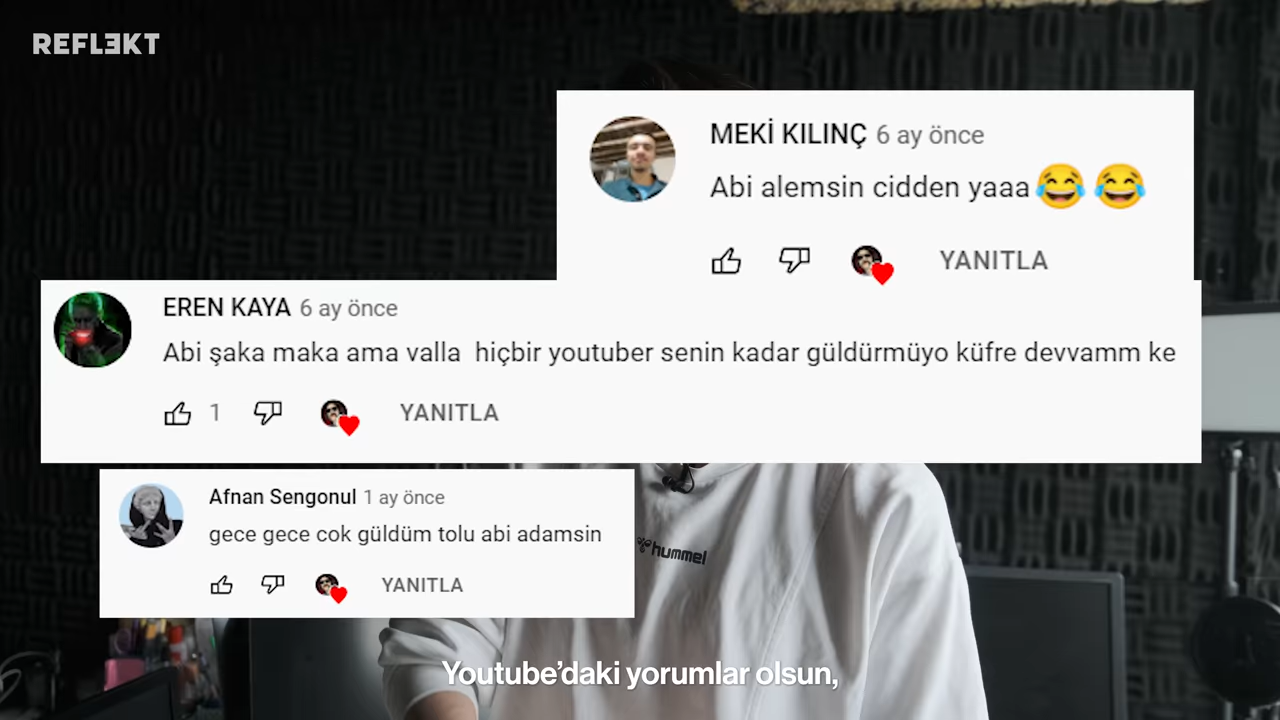 REFLEKT
MEKİ KILINÇ 6 ay önce
Abi alemsin cidden yaaa😂😂
YANITLA
EREN KAYA 6 ay önce
Abi şaka maka ama valla hiçbir youtuber senin kadar güldürmüyo küfre devvamm ke
1 YANITLA
Afnan Sengonul 1 ay önce
gece gece cok güldüm tolu abi adamsin
YANITLA
hummel
Youtube’daki yorumlar olsun,